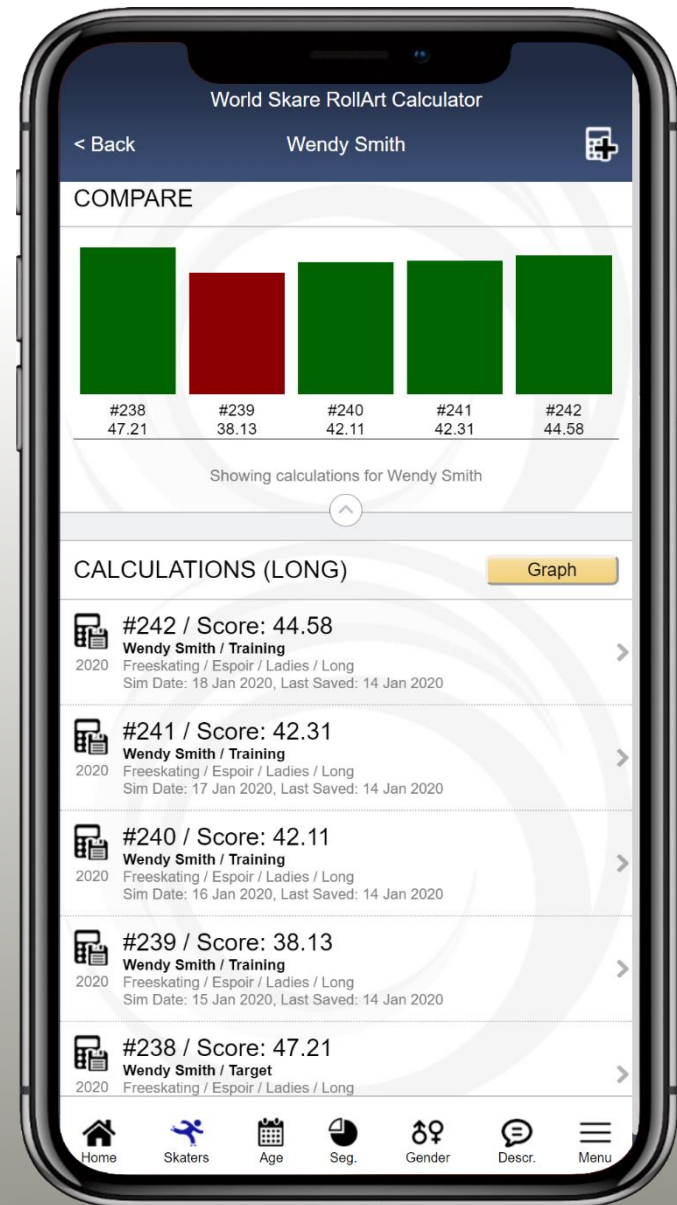 World Skare RollArt Calculator
< Back
Wendy Smith
COMPARE
#238 #239 #240 #241 #242
47.21 38.13 42.11 42.31 44.58
Showing calculations for Wendy Smith
CALCULATIONS (LONG)
Graph
#242 / Score: 44.58
Wendy Smith / Training
2020 Freeskating / Espoir / Ladies / Long
Sim Date: 18 Jan 2020, Last Saved: 14 Jan 2020
#241 / Score: 42.31
Wendy Smith / Training
2020 Freeskating / Espoir / Ladies / Long
Sim Date: 17 Jan 2020, Last Saved: 14 Jan 2020
#240 / Score: 42.11
Wendy Smith / Training
2020 Freeskating / Espoir / Ladies / Long
Sim Date: 16 Jan 2020, Last Saved: 14 Jan 2020
#239 / Score: 38.13
Wendy Smith / Training
2020 Freeskating / Espoir / Ladies / Long
Sim Date: 15 Jan 2020, Last Saved: 14 Jan 2020
#238 / Score: 47.21
Wendy Smith / Target
2020 Freeskating / Espoir / Ladies / Long
Home Skaters Age Seg. Gender Descr. Menu